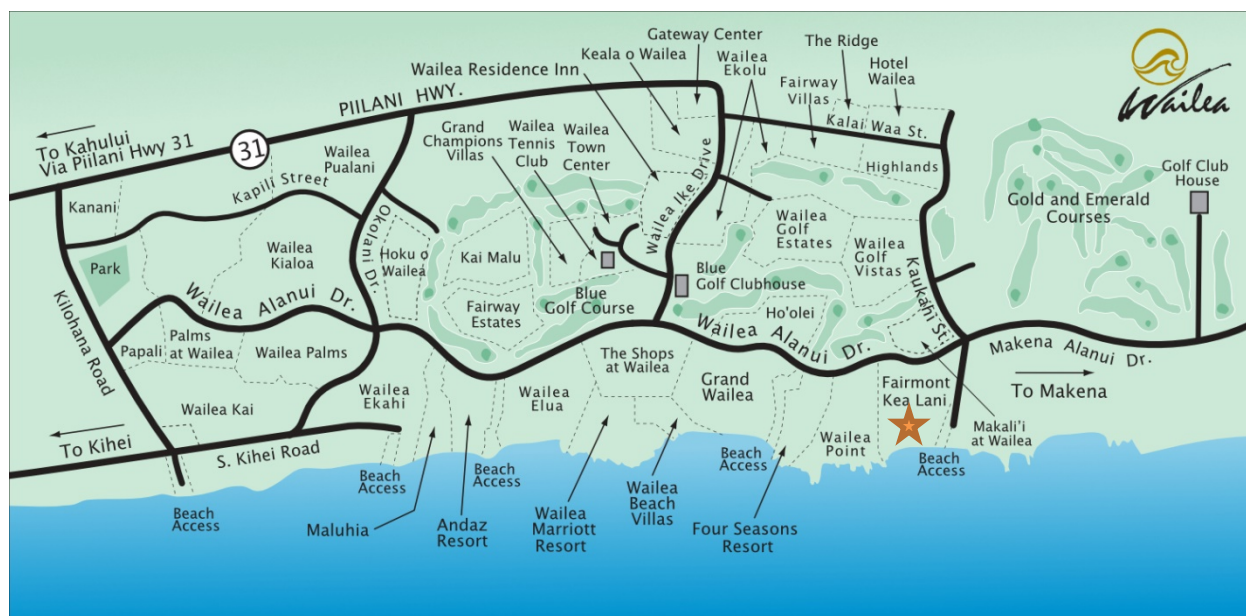 Gateway Center
The Ridge
Keala o Wailea
Wailea
Ekolu
Hotel
Wailea
Wailea Residence Inn
Fairway
Villas
Wailea
PIILANI HWY.
Kalai Waa St.
To Kahului
Via Piilani Hwy 31
31
Grand
Champions
Villas
Wailea
Tennis
Club
Wailea
Town
Center
Wailea
Pualani
Highlands
Golf Club
House
Kapili Street
Kanani
Wailea Ike Drive
Gold and Emerald
Courses
Okolani Dr.
Wailea
Golf
Estates
Wailea
Kialoa
Hoku o
Wailea
Kai Malu
Wailea
Golf
Vistas
Park
Blue
Golf Clubhouse
Kaukahi St.
Kilohana Road
Wailea Alanui Dr.
Fairway
Estates
Blue
Golf Course
Ho'olei
Wailea Alanui Dr.
Papali
Palms
at Wailea
Wailea Palms
The Shops
at Wailea
Makena Alanui Dr.
To Makena
Wailea
Ekahi
Wailea
Elua
Grand
Wailea
Fairmont
Kea Lani
Wailea Kai
Makali'i
at Wailea
To Kihei
S. Kihei Road
Wailea
Point
Beach
Access
Beach
Access
Beach
Access
Beach
Access
Beach
Access
Maluhia
Andaz
Resort
Wailea
Marriott
Resort
Wailea
Beach
Villas
Four Seasons
Resort